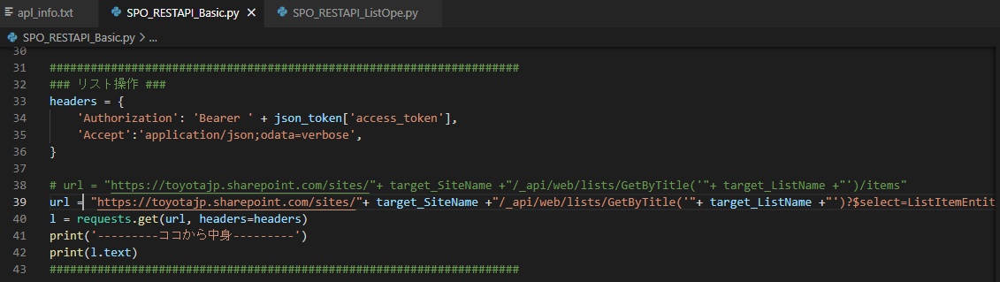 apl_info.txt SPO_RESTAPI_Basic.py SPO_RESTAPI_ListOpe.py
SPO_RESTAPI_Basic.py > ...
30
31 #####################################################################
32 ### リスト操作 ###
33 headers = {
34 'Authorization': 'Bearer ' + json_token['access_token'],
35 'Accept':'application/json;odata=verbose',
36 }
37
38 # url = "https://toyotajp.sharepoint.com/sites/"+ target_SiteName +"/_api/web/lists/GetByTitle('"+ target_ListName +"')/items"
39 url = "https://toyotajp.sharepoint.com/sites/"+ target_SiteName +"/_api/web/lists/GetByTitle('"+ target_ListName +"')?$select=ListItemEntit
40 l = requests.get(url, headers=headers)
41 print('---------ココから中身---------')
42 print(l.text)
43 #####################################################################